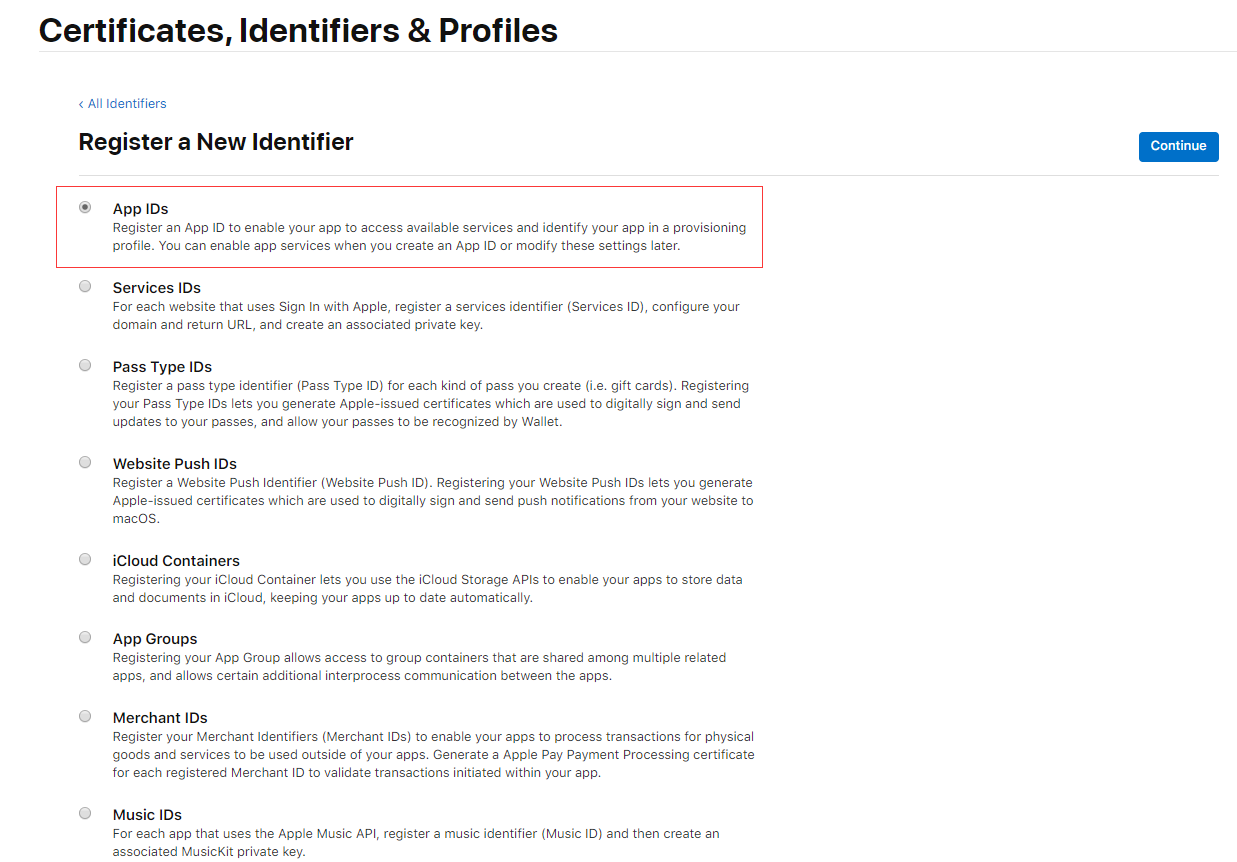 Certificates, Identifiers & Profiles
‹ All Identifiers
Register a New Identifier
Continue
App IDs
Register an App ID to enable your app to access available services and identify your app in a provisioning
profile. You can enable app services when you create an App ID or modify these settings later.
Services IDs
For each website that uses Sign In with Apple, register a services identifier (Services ID), configure your
domain and return URL, and create an associated private key.
Pass Type IDs
Register a pass type identifier (Pass Type ID) for each kind of pass you create (i.e. gift cards). Registering
your Pass Type IDs lets you generate Apple-issued certificates which are used to digitally sign and send
updates to your passes, and allow your passes to be recognized by Wallet.
Website Push IDs
Register a Website Push Identifier (Website Push ID). Registering your Website Push IDs lets you generate
Apple-issued certificates which are used to digitally sign and send push notifications from your website to
macOS.
iCloud Containers
Registering your iCloud Container lets you use the iCloud Storage APIs to enable your apps to store data
and documents in iCloud, keeping your apps up to date automatically.
App Groups
Registering your App Group allows access to group containers that are shared among multiple related
apps, and allows certain additional interprocess communication between the apps.
Merchant IDs
Register your Merchant Identifiers (Merchant IDs) to enable your apps to process transactions for physical
goods and services to be used outside of your apps. Generate a Apple Pay Payment Processing certificate
for each registered Merchant ID to validate transactions initiated within your app.
Music IDs
For each app that uses the Apple Music API, register a music identifier (Music ID) and then create an
associated MusicKit private key.